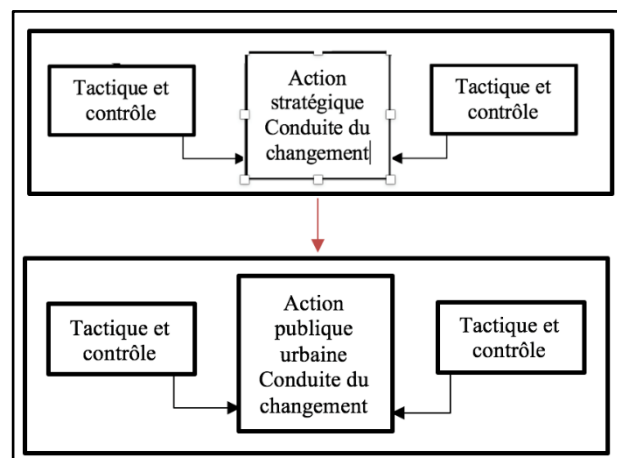 Tactique et
contrôle
Action
stratégique
Conduite du
changement
Tactique et
contrôle
Tactique et
contrôle
Action
publique
urbaine
Conduite du
changement
Tactique et
contrôle